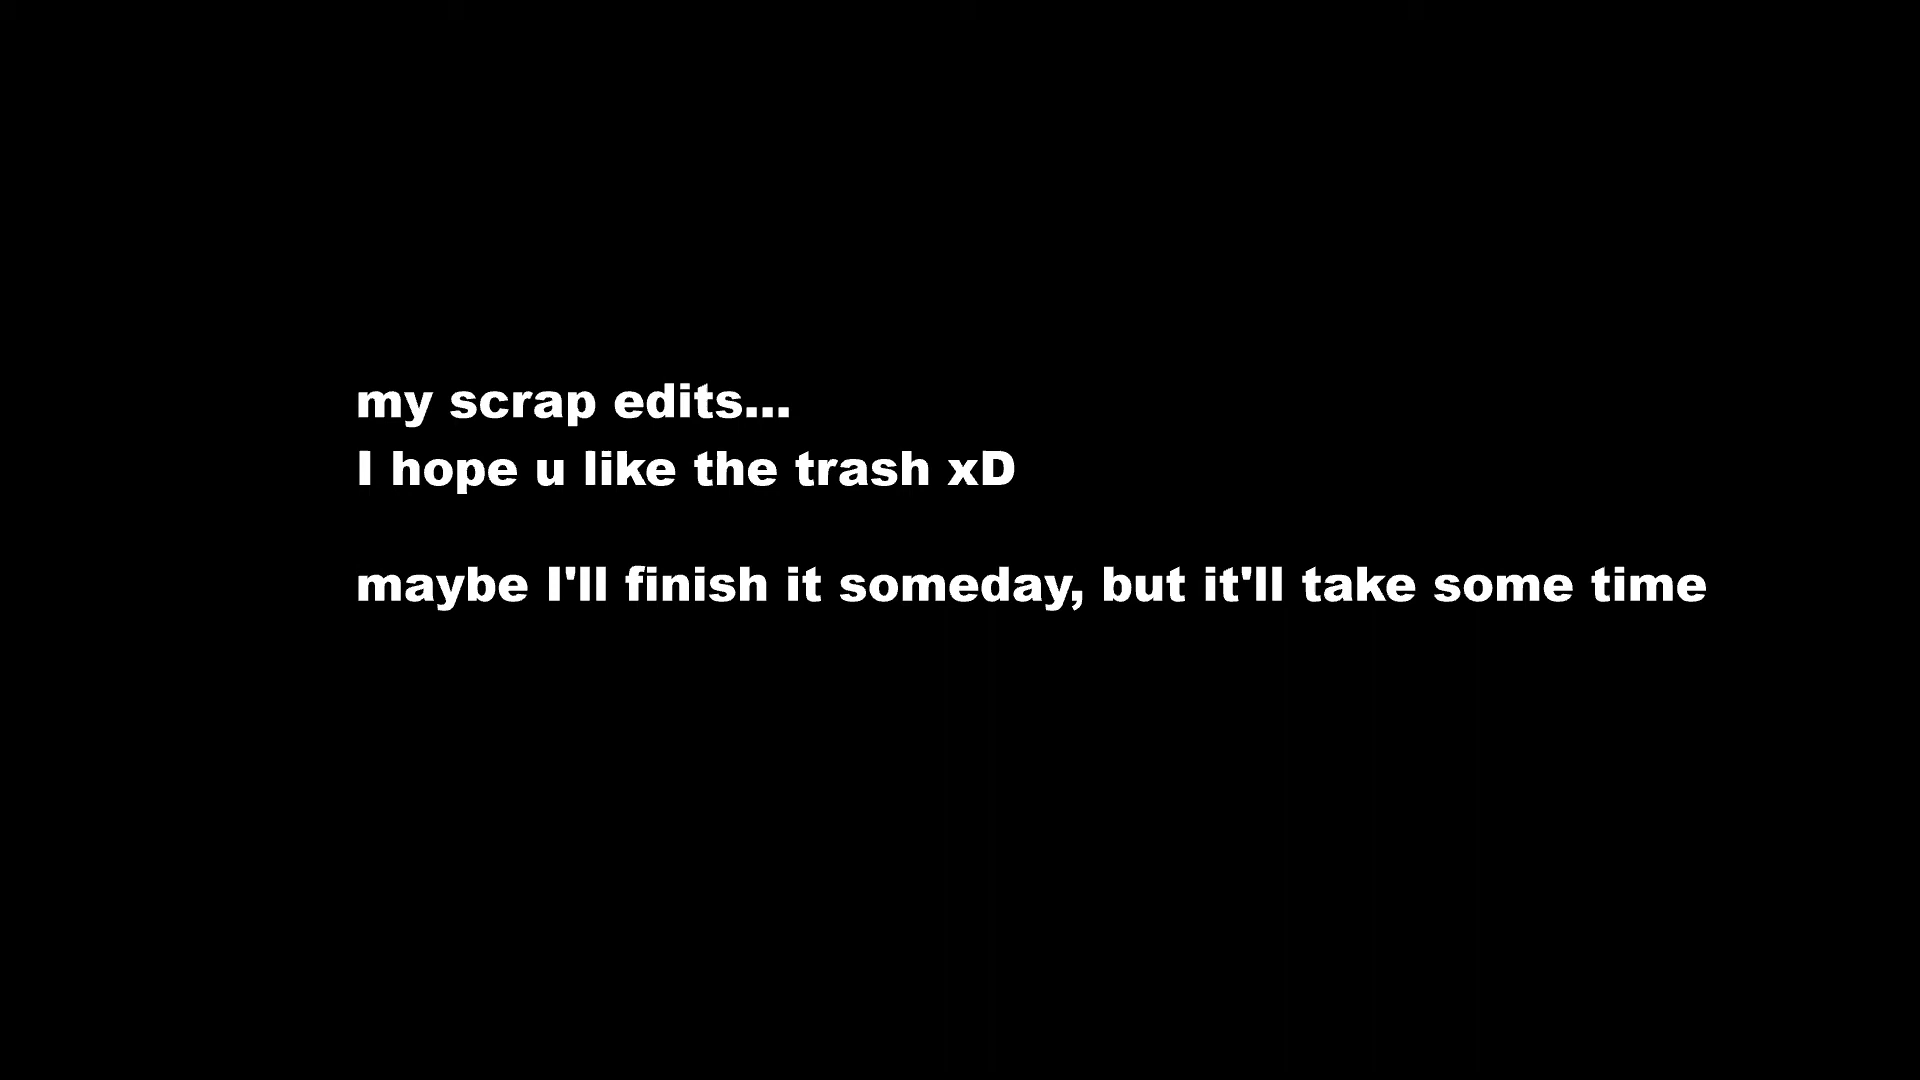 my scrap edits...
I hope u like the trash xD
maybe I'll finish it someday, but it'll take some time